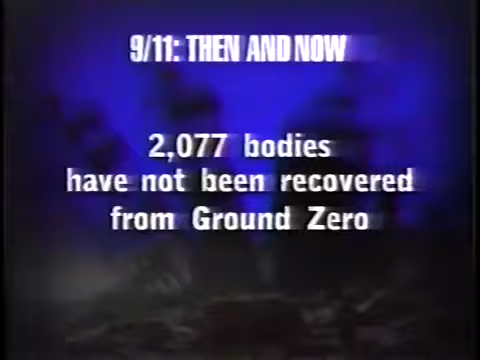 9/11: THEN AND NOW
2,077 bodies
have not been recovered
from Ground Zero